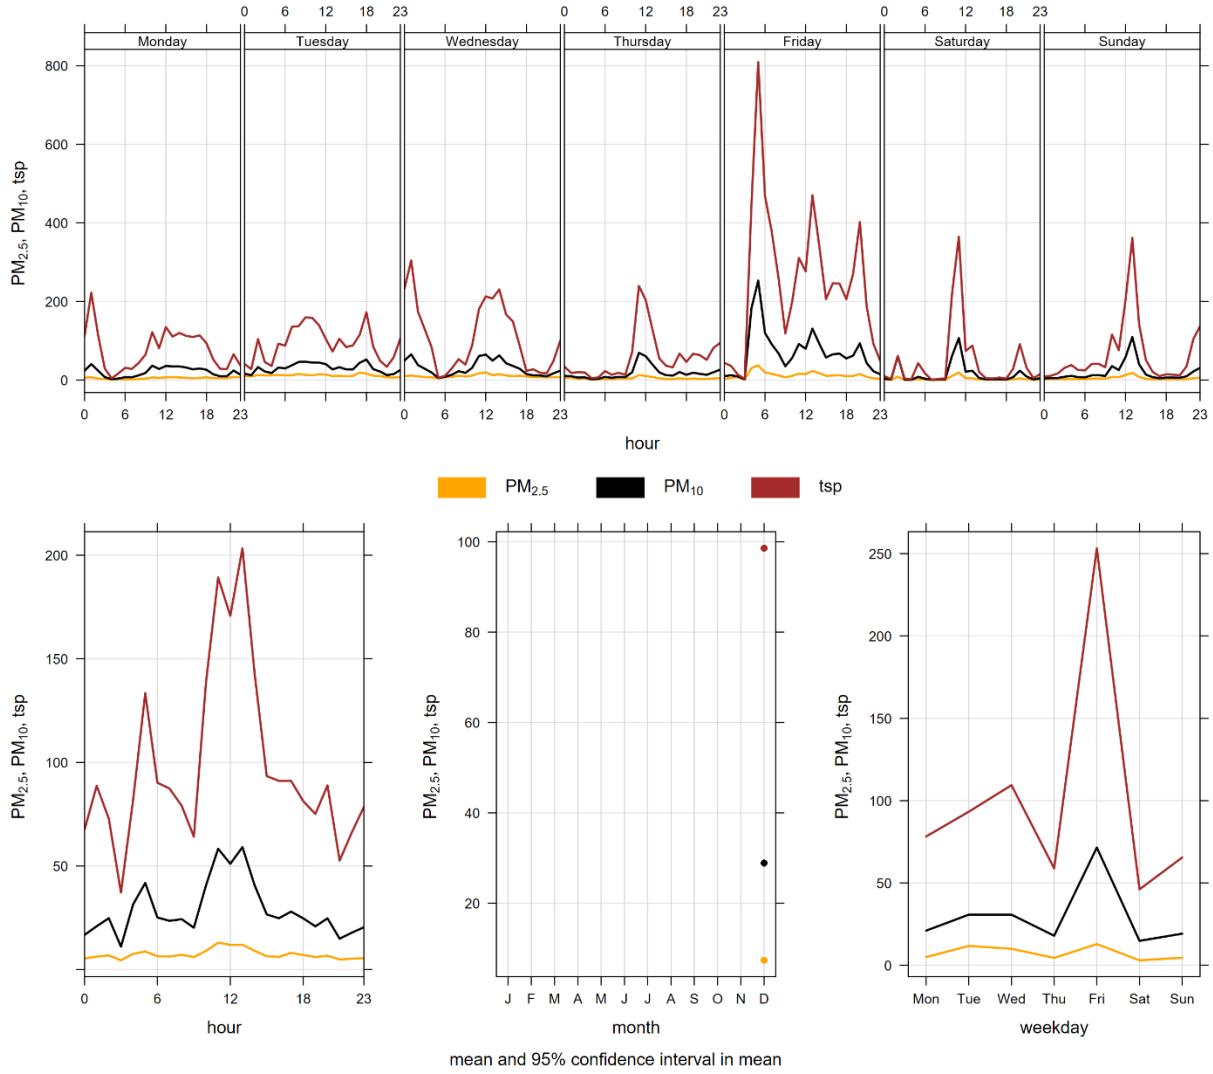 0 6 12 18 23 0 6 12 18 23 0 6 12 18 23
Monday Tuesday Wednesday Thursday Friday Saturday Sunday
800
600
400
200
0
PM2.5, PM10, tsp
0 6 12 18 23 0 6 12 18 23 0 6 12 18 23 0 6 12 18 23
hour
PM2.5 PM10 tsp
200
150
100
50
PM2.5, PM10, tsp
0 6 12 18 23
hour
100
80
60
40
20
PM2.5, PM10, tsp
J F M A M J J A S O N D
month
250
200
150
100
50
0
PM2.5, PM10, tsp
Mon Tue Wed Thu Fri Sat Sun
weekday
mean and 95% confidence interval in mean